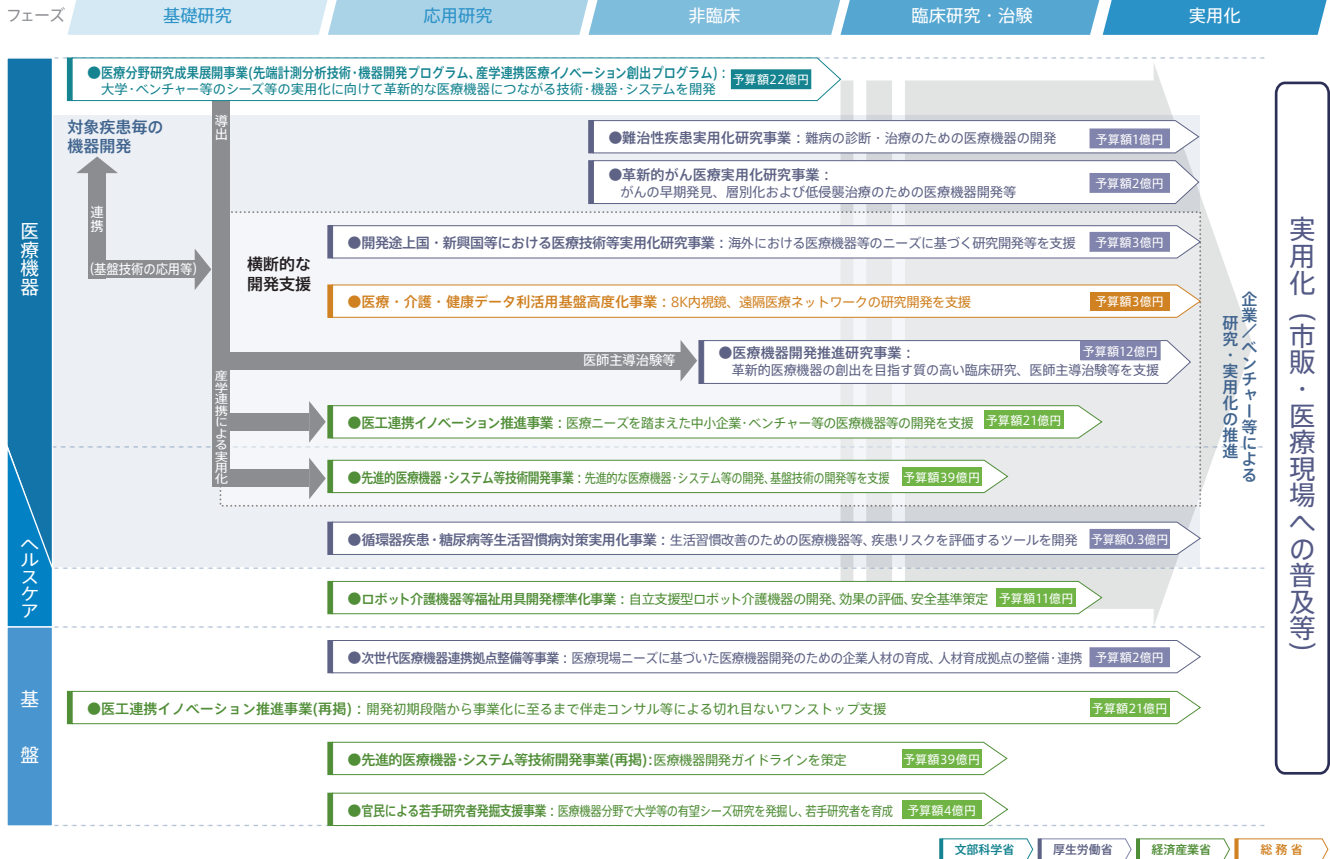 フェーズ
基礎研究
応用研究
非臨床
臨床研究・治験
実用化
医療機器
ヘルスケア
基盤
●医療分野研究成果展開事業(先端計測分析技術・機器開発プログラム、産学連携医療イノベーション創出プログラム)：
大学・ベンチャー等のシーズ等の実用化に向けて革新的な医療機器につながる技術・機器・システムを開発
予算額22億円
対象疾患毎の
機器開発
導出
連携
(基盤技術の応用等)
●難治性疾患実用化研究事業：難病の診断・治療のための医療機器の開発
予算額1億円
●革新的がん医療実用化研究事業：
がんの早期発見、層別化および低侵襲治療のための医療機器開発等
予算額2億円
横断的な
開発支援
●開発途上国・新興国等における医療技術等実用化研究事業：海外における医療機器等のニーズに基づく研究開発等を支援
予算額3億円
●医療・介護・健康データ利活用基盤高度化事業：8K内視鏡、遠隔医療ネットワークの研究開発を支援
予算額3億円
医師主導治験等
●医療機器開発推進研究事業：
予算額12億円
革新的医療機器の創出を目指す質の高い臨床研究、医師主導治験等を支援
産学連携による実用化
●医工連携イノベーション推進事業：医療ニーズを踏まえた中小企業・ベンチャー等の医療機器等の開発を支援
予算額21億円
●先進的医療機器・システム等技術開発事業：先進的な医療機器・システム等の開発、基盤技術の開発等を支援
予算額39億円
●循環器疾患・糖尿病等生活習慣病対策実用化事業：生活習慣改善のための医療機器等、疾患リスクを評価するツールを開発
予算額0.3億円
●ロボット介護機器等福祉用具開発標準化事業：自立支援型ロボット介護機器の開発、効果の評価、安全基準策定
予算額11億円
●次世代医療機器連携拠点整備等事業：医療現場ニーズに基づいた医療機器開発のための企業人材の育成、人材育成拠点の整備・連携
予算額2億円
●医工連携イノベーション推進事業(再掲)：開発初期段階から事業化に至るまで伴走コンサル等による切れ目ないワンストップ支援
予算額21億円
●先進的医療機器・システム等技術開発事業(再掲)：医療機器開発ガイドラインを策定
予算額39億円
●官民による若手研究者発掘支援事業：医療機器分野で大学等の有望シーズ研究を発掘し、若手研究者を育成
予算額4億円
企業／ベンチャー等による
研究・実用化の推進
実用化（市販・医療現場への普及等）
文部科学省
厚生労働省
経済産業省
総務省